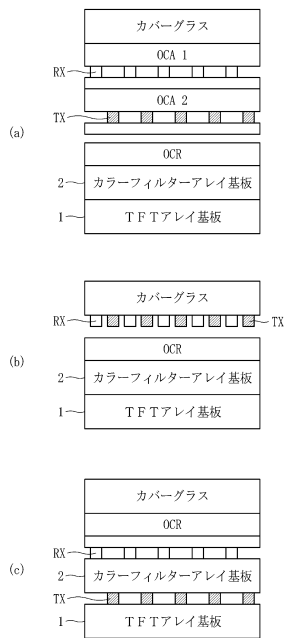 カバーグラス
OCA 1
RX
OCA 2
TX
(a)
OCR
2 カラーフィルターアレイ基板
1 TFTアレイ基板
カバーグラス
RX TX
(b)
OCR
2 カラーフィルターアレイ基板
1 TFTアレイ基板
カバーグラス
OCR
RX
(c)
2 カラーフィルターアレイ基板
TX
1 TFTアレイ基板